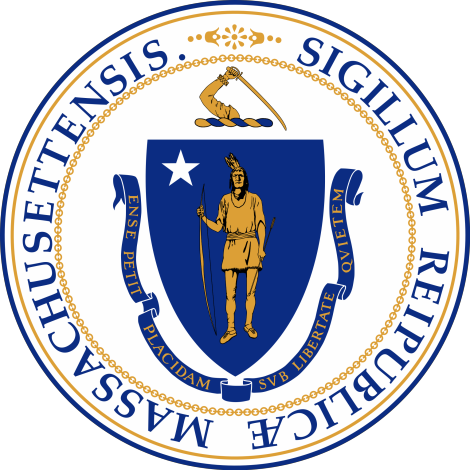 SIGILLUM REIPUBLICÆ MASSACHUSETTENSIS.
ENSE PETIT PLACIDAM SVB LIBERTATE QVIETEM